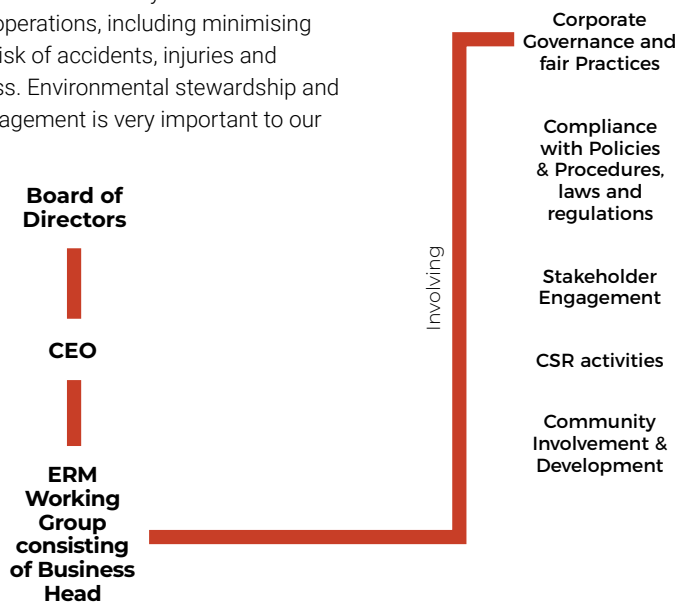 operations, including minimising
risk of accidents, injuries and
Environmental stewardship and
is very important to our
Board of
Directors
CEO
ERM
Working
Group
consisting
of Business
Head
Involving
Corporate
Governance and
fair Practices
Compliance
with Policies
& Procedures,
laws and
regulations
Stakeholder
Engagement
CSR activities
Community
Involvement &
Development